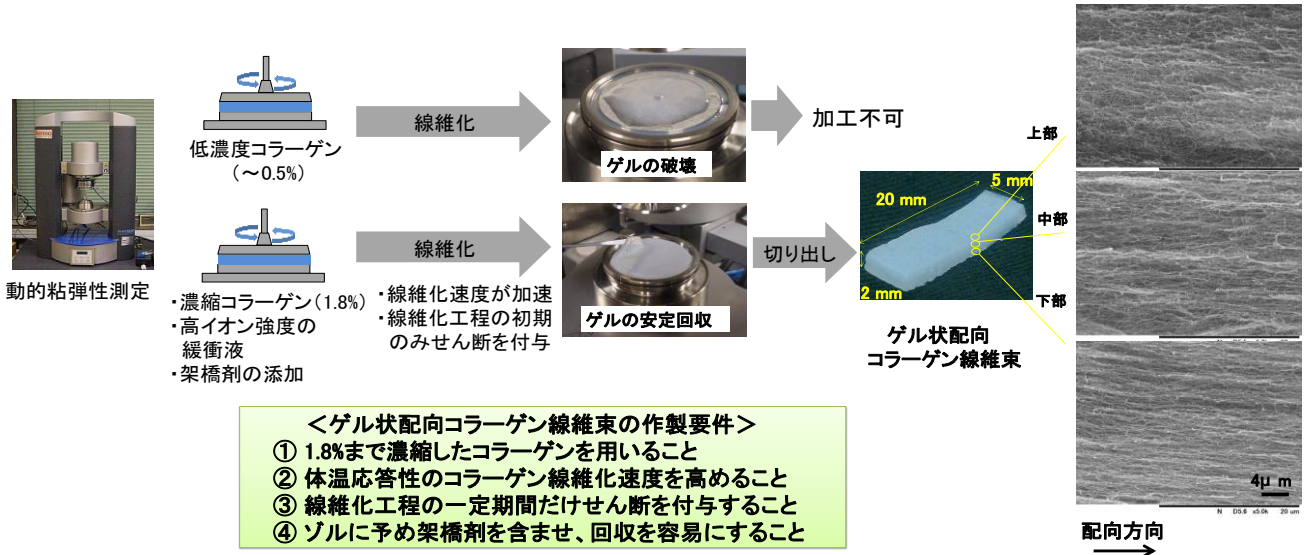 動的粘弾性測定
低濃度コラーゲン
(～0.5%)
線維化
ゲルの破壊
加工不可
・濃縮コラーゲン(1.8%)
・高イオン強度の
緩衝液
・架橋剤の添加
線維化
・線維化速度が加速
・線維化工程の初期
のみせん断を付与
ゲルの安定回収
切り出し
20 mm
5 mm
2 mm
ゲル状配向
コラーゲン線維束
上部
中部
下部
4μ m
N D5.6 x5.0k 20 um
配向方向
＜ゲル状配向コラーゲン線維束の作製要件＞
① 1.8%まで濃縮したコラーゲンを用いること
② 体温応答性のコラーゲン線維化速度を高めること
③ 線維化工程の一定期間だけせん断を付与すること
④ ゾルに予め架橋剤を含ませ、回収を容易にすること